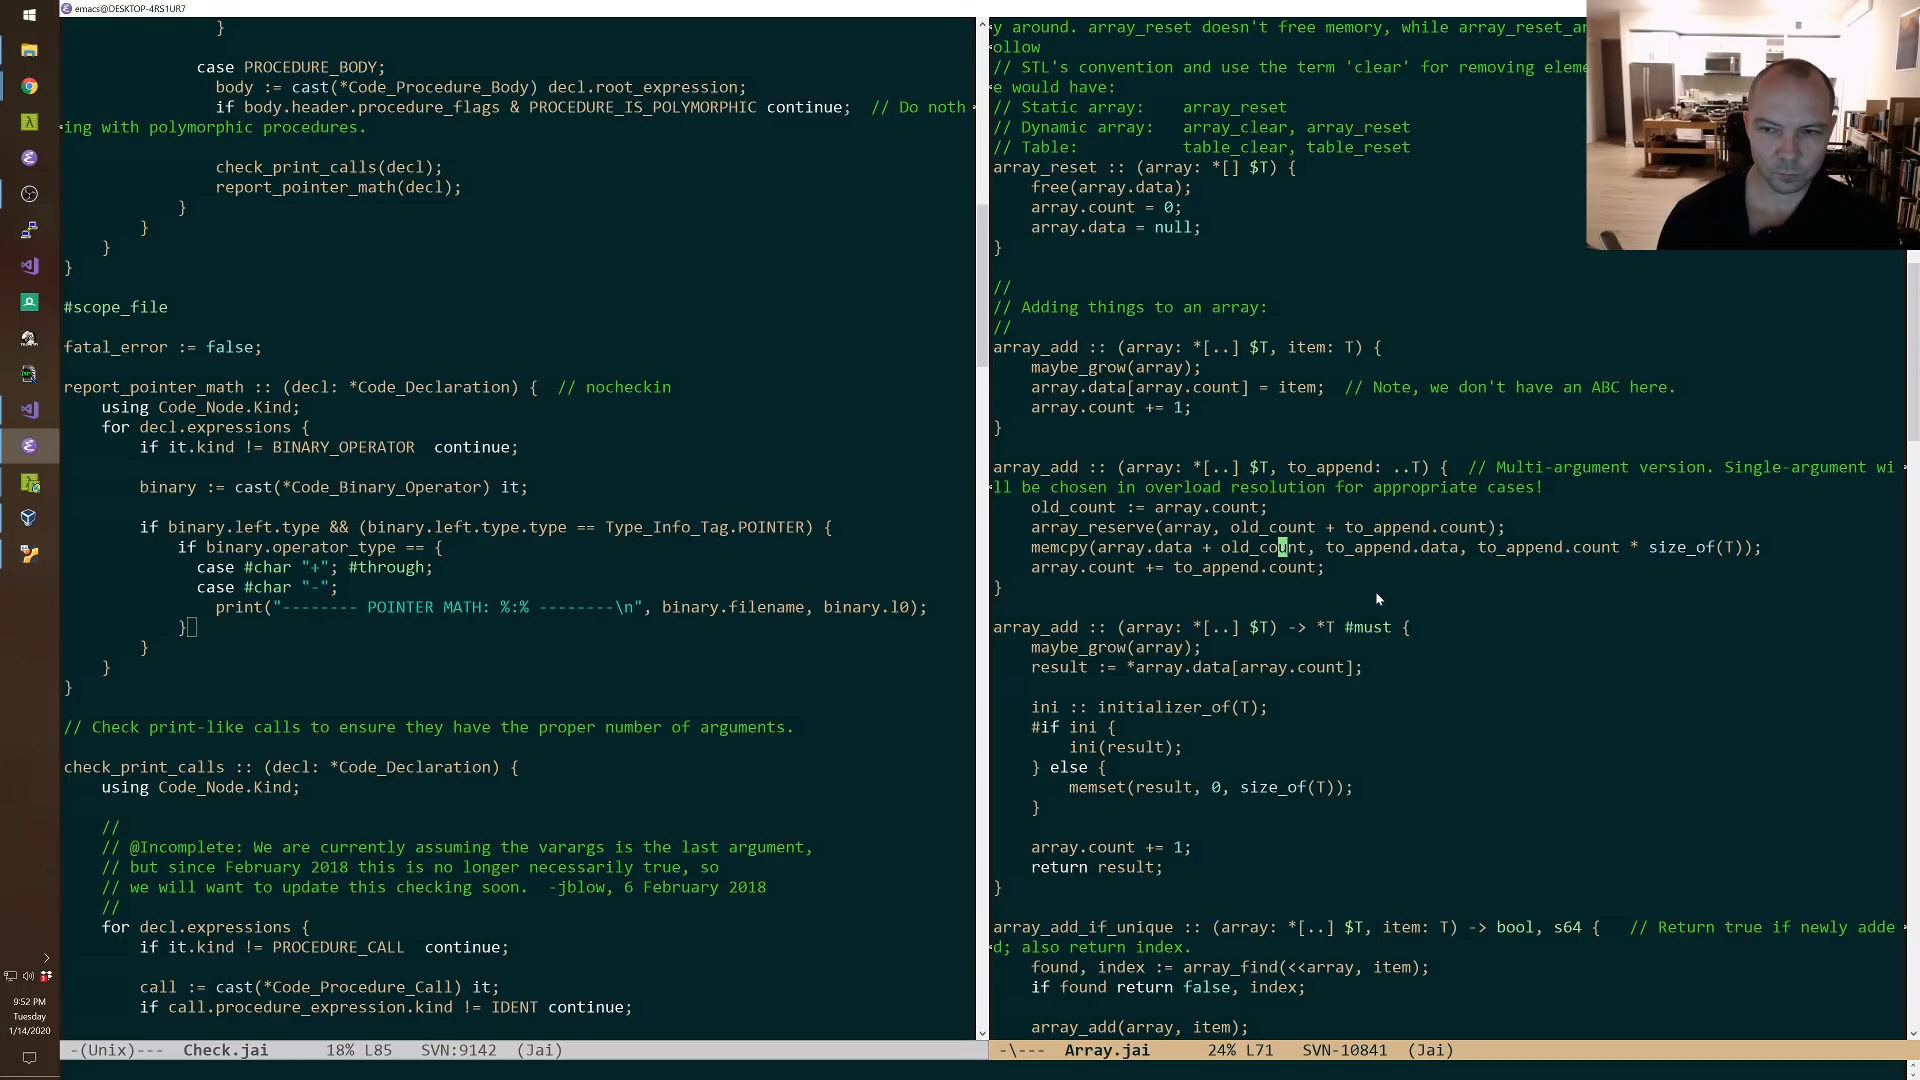 emacs@DESKTOP-4RS1UR7
}
case PROCEDURE_BODY;
body := cast(*Code_Procedure_Body) decl.root_expression;
if body.header.procedure_flags & PROCEDURE_IS_POLYMORPHIC continue;  // Do noth
ing with polymorphic procedures.
check_print_calls(decl);
report_pointer_math(decl);
}
}
}
}
#scope_file
fatal_error := false;
report_pointer_math :: (decl: *Code_Declaration) {  // nocheckin
using Code_Node.Kind;
for decl.expressions {
if it.kind != BINARY_OPERATOR  continue;
binary := cast(*Code_Binary_Operator) it;
if binary.left.type && (binary.left.type.type == Type_Info_Tag.POINTER) {
if binary.operator_type == {
case #char "+"; #through;
case #char "-";
print("-------- POINTER MATH: %:% --------\n", binary.filename, binary.l0);
}
}
}
}
// Check print-like calls to ensure they have the proper number of arguments.
check_print_calls :: (decl: *Code_Declaration) {
using Code_Node.Kind;
//
// @Incomplete: We are currently assuming the varargs is the last argument,
// but since February 2018 this is no longer necessarily true, so
// we will want to update this checking soon.  -jblow, 6 February 2018
//
for decl.expressions {
if it.kind != PROCEDURE_CALL  continue;
call := cast(*Code_Procedure_Call) it;
if call.procedure_expression.kind != IDENT continue;
-(Unix)---  Check.jai      18% L85    SVN:9142  (Jai)
y around. array_reset doesn't free memory, while array_reset_an
ollow
// STL's convention and use the term 'clear' for removing eleme
e would have:
// Static array:   array_reset
// Dynamic array:  array_clear, array_reset
// Table:          table_clear, table_reset
array_reset :: (array: *[] $T) {
free(array.data);
array.count = 0;
array.data = null;
}
//
// Adding things to an array:
//
array_add :: (array: *[..] $T, item: T) {
maybe_grow(array);
array.data[array.count] = item;  // Note, we don't have an ABC here.
array.count += 1;
}
array_add :: (array: *[..] $T, to_append: ..T) {  // Multi-argument version. Single-argument wi
ll be chosen in overload resolution for appropriate cases!
old_count := array.count;
array_reserve(array, old_count + to_append.count);
memcpy(array.data + old_count, to_append.data, to_append.count * size_of(T));
array.count += to_append.count;
}
array_add :: (array: *[..] $T) -> *T #must {
maybe_grow(array);
result := *array.data[array.count];
ini :: initializer_of(T);
#if ini {
ini(result);
} else {
memset(result, 0, size_of(T));
}
array.count += 1;
return result;
}
array_add_if_unique :: (array: *[..] $T, item: T) -> bool, s64 {   // Return true if newly adde
d; also return index.
found, index := array_find(<<array, item);
if found return false, index;
array_add(array, item);
-\---  Array.jai      24% L71    SVN-10841  (Jai)
9:52 PM
Tuesday
1/14/2020